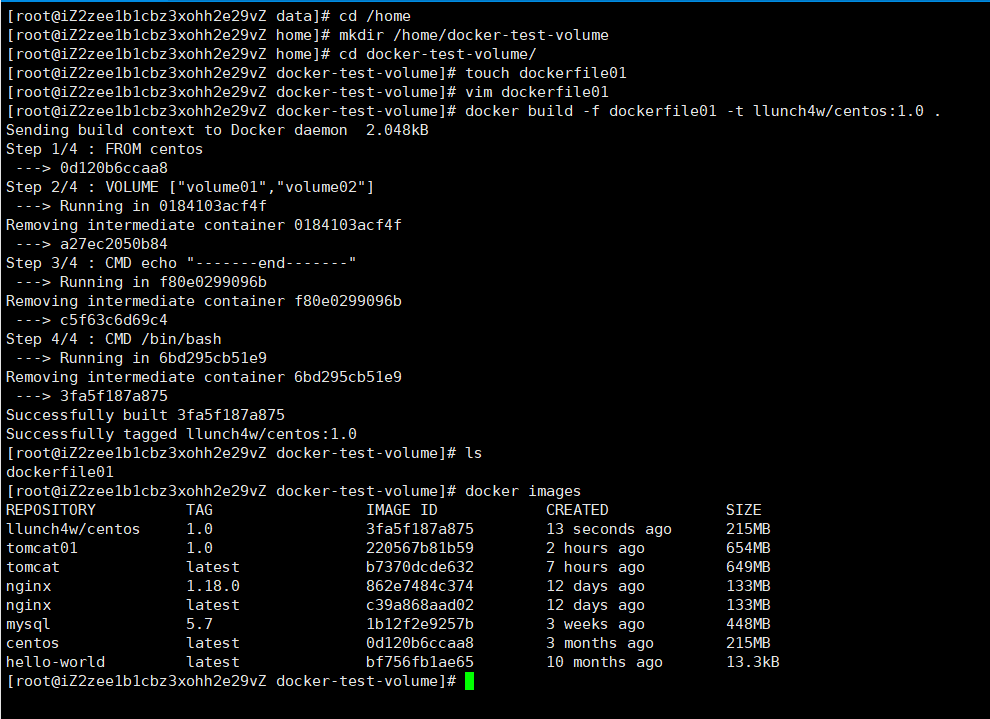 [root@iZ2zee1b1cbz3xohh2e29vZ data]# cd /home
[root@iZ2zee1b1cbz3xohh2e29vZ home]# mkdir /home/docker-test-volume
[root@iZ2zee1b1cbz3xohh2e29vZ home]# cd docker-test-volume/
[root@iZ2zee1b1cbz3xohh2e29vZ docker-test-volume]# touch dockerfile01
[root@iZ2zee1b1cbz3xohh2e29vZ docker-test-volume]# vim dockerfile01
[root@iZ2zee1b1cbz3xohh2e29vZ docker-test-volume]# docker build -f dockerfile01 -t llunch4w/centos:1.0 .
Sending build context to Docker daemon  2.048kB
Step 1/4 : FROM centos
 ---> 0d120b6ccaa8
Step 2/4 : VOLUME ["volume01","volume02"]
 ---> Running in 0184103acf4f
Removing intermediate container 0184103acf4f
 ---> a27ec2050b84
Step 3/4 : CMD echo "-------end-------"
 ---> Running in f80e0299096b
Removing intermediate container f80e0299096b
 ---> c5f63c6d69c4
Step 4/4 : CMD /bin/bash
 ---> Running in 6bd295cb51e9
Removing intermediate container 6bd295cb51e9
 ---> 3fa5f187a875
Successfully built 3fa5f187a875
Successfully tagged llunch4w/centos:1.0
[root@iZ2zee1b1cbz3xohh2e29vZ docker-test-volume]# ls
dockerfile01
[root@iZ2zee1b1cbz3xohh2e29vZ docker-test-volume]# docker images
REPOSITORY          TAG                 IMAGE ID            CREATED             SIZE
llunch4w/centos     1.0                 3fa5f187a875        13 seconds ago      215MB
tomcat01            1.0                 220567b81b59        2 hours ago         654MB
tomcat              latest              b7370dcde632        7 hours ago         649MB
nginx               1.18.0              862e7484c374        12 days ago         133MB
nginx               latest              c39a868aad02        12 days ago         133MB
mysql               5.7                 1b12f2e9257b        3 weeks ago         448MB
centos              latest              0d120b6ccaa8        3 months ago        215MB
hello-world         latest              bf756fb1ae65        10 months ago       13.3kB
[root@iZ2zee1b1cbz3xohh2e29vZ docker-test-volume]#